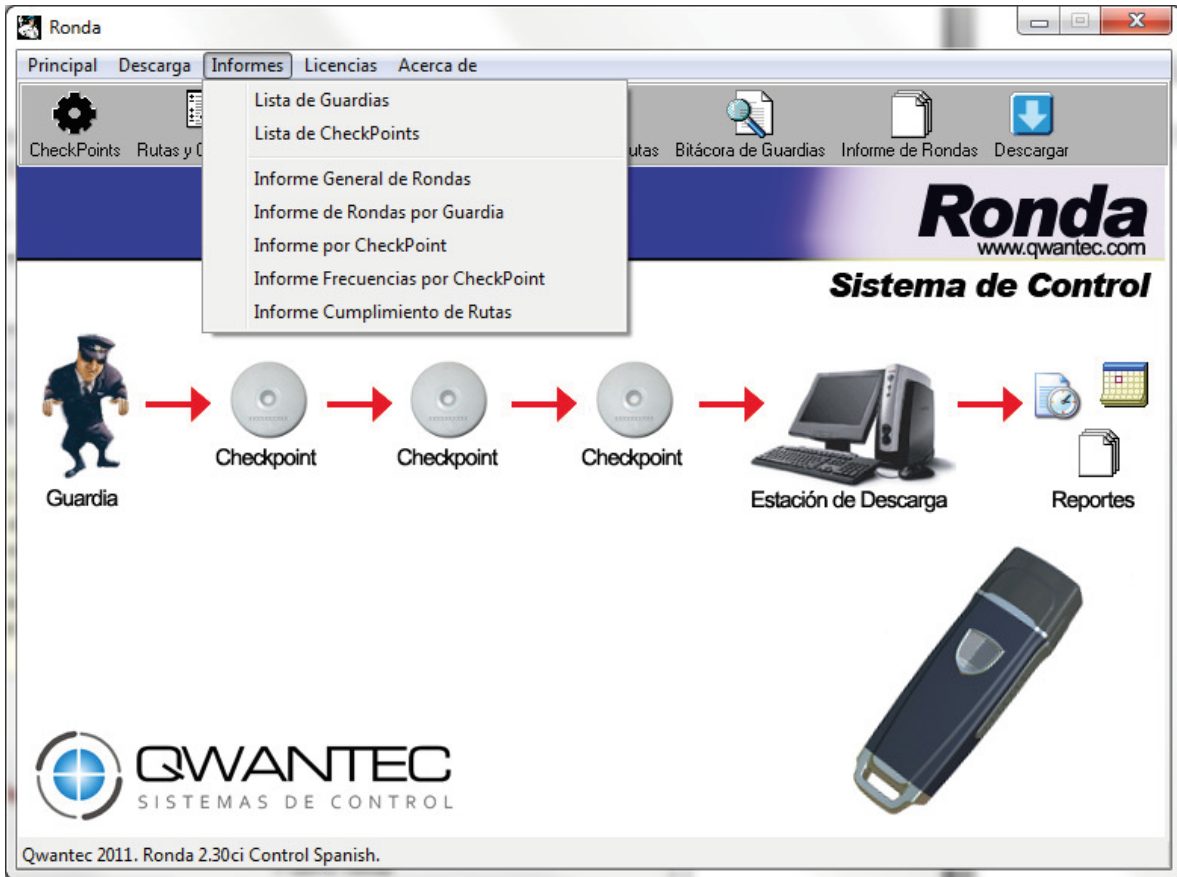 Ronda
Principal Descarga Informes Licencias Acerca de
Lista de Guardias
Lista de CheckPoints
Informe General de Rondas
Informe de Rondas por Guardia
Informe por CheckPoint
Informe Frecuencias por CheckPoint
Informe Cumplimiento de Rutas
CheckPoints Rutas y Bitácora de Guardias Informe de Rondas Descargar
Ronda
www.qwantec.com
Sistema de Control
Checkpoint Checkpoint Checkpoint
Guardia Estación de Descarga Reportes
QWANTEC
SISTEMAS DE CONTROL
Qwantec 2011. Ronda 2.30ci Control Spanish.